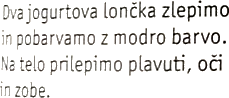 Dva jogurtova lončka zlepimo
in pobarvamo z modro barvo.
Na telo prilepimo plavuti, oči
in zobe.